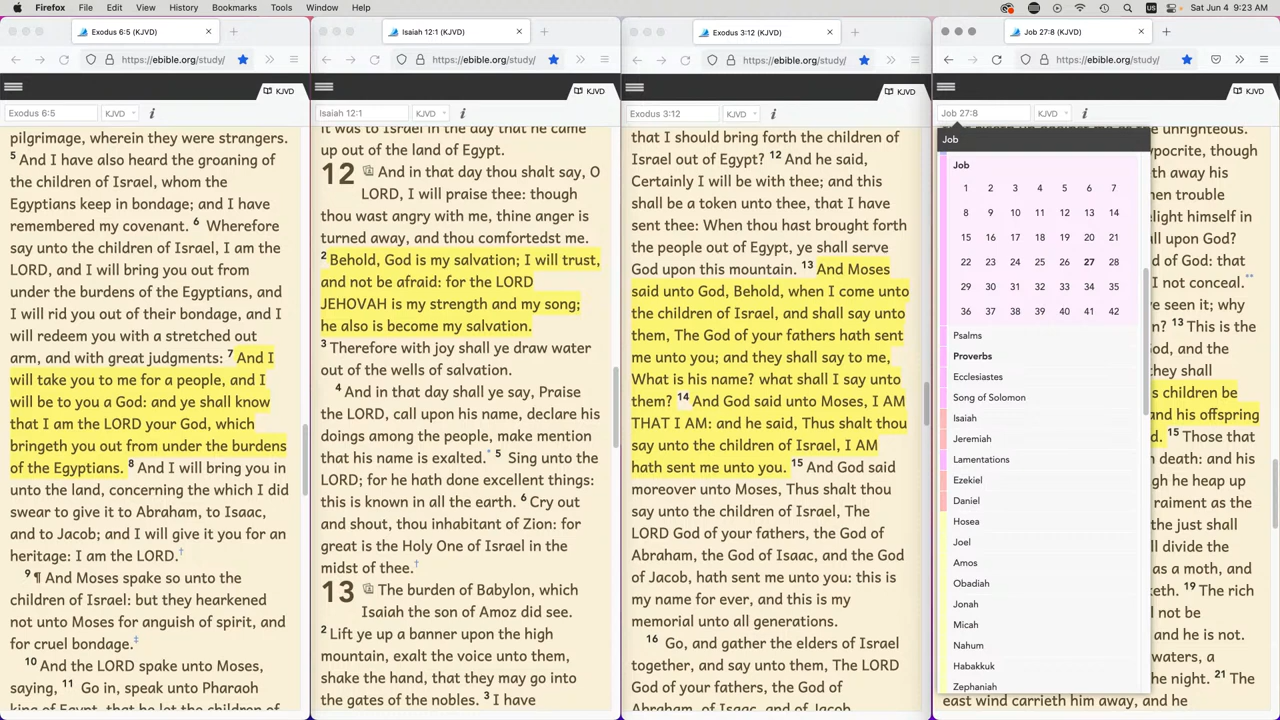 Firefox File Edit View History Bookmarks Tools Window Help
US
Sat Jun 4 9:23 AM
Exodus 6:5 (KJVD)
https://ebible.org/study/
KJVD
Exodus 6:5 KJVD i
pilgrimage, wherein they were strangers.
5 And I have also heard the groaning of
the children of Israel, whom the
Egyptians keep in bondage; and I have
remembered my covenant. 6 Wherefore
say unto the children of Israel, I am the
LORD, and I will bring you out from
under the burdens of the Egyptians, and
I will rid you out of their bondage, and I
will redeem you with a stretched out
arm, and with great judgments: 7 And I
will take you to me for a people, and I
will be to you a God: and ye shall know
that I am the LORD your God, which
bringeth you out from under the burdens
of the Egyptians. 8 And I will bring you in
unto the land, concerning the which I did
swear to give it to Abraham, to Isaac,
and to Jacob; and I will give it you for an
heritage: I am the LORD.†
9 ¶ And Moses spake so unto the
children of Israel: but they hearkened
not unto Moses for anguish of spirit, and
for cruel bondage.‡
10 And the LORD spake unto Moses,
saying, 11 Go in, speak unto Pharaoh
king of Egypt, that he let the children of
Isaiah 12:1 (KJVD)
https://ebible.org/study/
KJVD
Isaiah 12:1 KJVD i
it was to Israel in the day that he came
up out of the land of Egypt.
12 And in that day thou shalt say, O
LORD, I will praise thee: though
thou wast angry with me, thine anger is
turned away, and thou comfortedst me.
2 Behold, God is my salvation; I will trust,
and not be afraid: for the LORD
JEHOVAH is my strength and my song;
he also is become my salvation.
3 Therefore with joy shall ye draw water
out of the wells of salvation.
4 And in that day shall ye say, Praise
the LORD, call upon his name, declare his
doings among the people, make mention
that his name is exalted.* 5 Sing unto the
LORD; for he hath done excellent things:
this is known in all the earth. 6 Cry out
and shout, thou inhabitant of Zion: for
great is the Holy One of Israel in the
midst of thee.†
13 The burden of Babylon, which
Isaiah the son of Amoz did see.
2 Lift ye up a banner upon the high
mountain, exalt the voice unto them,
shake the hand, that they may go into
the gates of the nobles. 3 I have
Exodus 3:12 (KJVD)
https://ebible.org/study/
KJVD
Exodus 3:12 KJVD i
that I should bring forth the children of
Israel out of Egypt? 12 And he said,
Certainly I will be with thee; and this
shall be a token unto thee, that I have
sent thee: When thou hast brought forth
the people out of Egypt, ye shall serve
God upon this mountain. 13 And Moses
said unto God, Behold, when I come unto
the children of Israel, and shall say unto
them, The God of your fathers hath sent
me unto you; and they shall say to me,
What is his name? what shall I say unto
them? 14 And God said unto Moses, I AM
THAT I AM: and he said, Thus shalt thou
say unto the children of Israel, I AM
hath sent me unto you. 15 And God said
moreover unto Moses, Thus shalt thou
say unto the children of Israel, The
LORD God of your fathers, the God of
Abraham, the God of Isaac, and the God
of Jacob, hath sent me unto you: this is
my name for ever, and this is my
memorial unto all generations.
16 Go, and gather the elders of Israel
together, and say unto them, The LORD
God of your fathers, the God of
Abraham, of Isaac, and of Jacob,
Job 27:8 (KJVD)
https://ebible.org/study/
KJVD
Job 27:8 KJVD i
Job
Job
1 2 3 4 5 6 7
8 9 10 11 12 13 14
15 16 17 18 19 20 21
22 23 24 25 26 27 28
29 30 31 32 33 34 35
36 37 38 39 40 41 42
Psalms
Proverbs
Ecclesiastes
Song of Solomon
Isaiah
Jeremiah
Lamentations
Ezekiel
Daniel
Hosea
Joel
Amos
Obadiah
Jonah
Micah
Nahum
Habakkuk
Zephaniah
unrighteous.
ypocrite, though
th away his
hen trouble
elight himself in
all upon God?
God: that
I not conceal.**
e seen it; why
n? 13 This is the
God, and the
they shall
s children be
and his offspring
d. 15 Those that
death: and his
he heap up
e raiment as the
the just shall
divide the
as a moth, and
keth. 19 The rich
not be
and he is not.
waters, a
the night. 21 The
east wind carrieth him away, and he